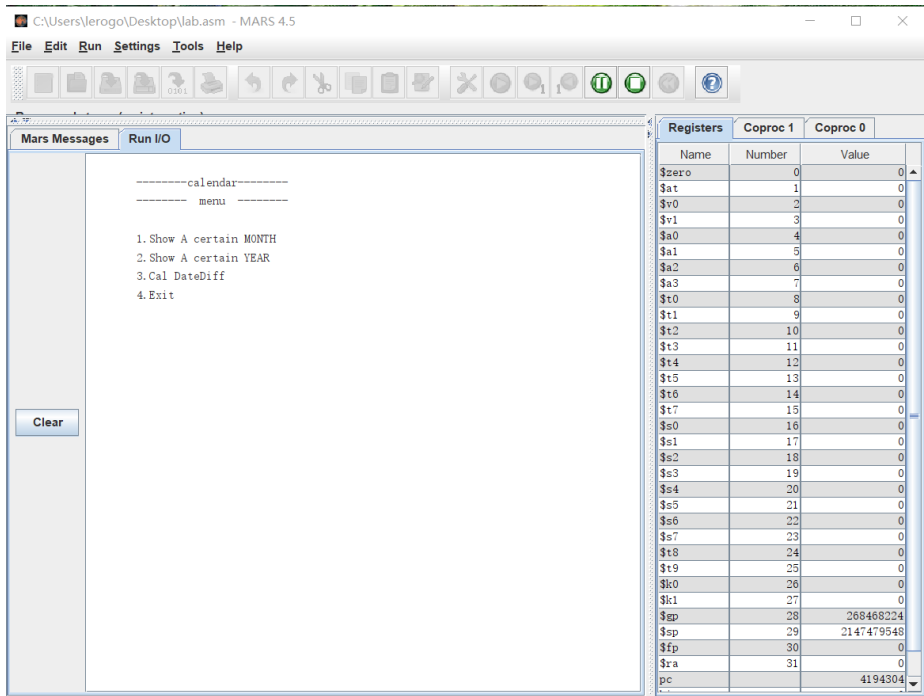 C:\Users\lerogo\Desktop\lab.asm - MARS 4.5
File Edit Run Settings Tools Help
Mars Messages Run I/O
Clear
--------calendar--------
-------- menu --------
1. Show A certain MONTH
2. Show A certain YEAR
3. Cal DateDiff
4. Exit
Registers Coproc 1 Coproc 0
Name Number Value
$zero 0 0
$at 1 0
$v0 2 0
$v1 3 0
$a0 4 0
$a1 5 0
$a2 6 0
$a3 7 0
$t0 8 0
$t1 9 0
$t2 10 0
$t3 11 0
$t4 12 0
$t5 13 0
$t6 14 0
$t7 15 0
$s0 16 0
$s1 17 0
$s2 18 0
$s3 19 0
$s4 20 0
$s5 21 0
$s6 22 0
$s7 23 0
$t8 24 0
$t9 25 0
$k0 26 0
$k1 27 0
$gp 28 268468224
$sp 29 2147479548
$fp 30 0
$ra 31 0
pc 4194304